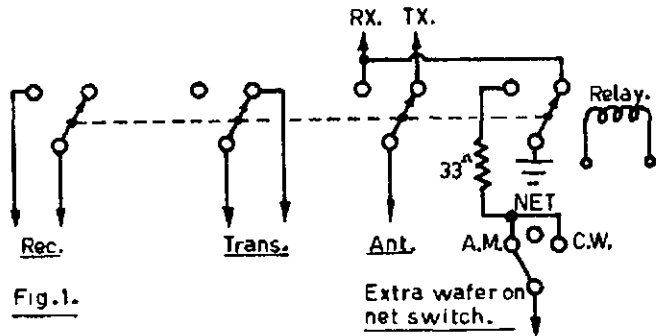 RX. TX.
Relay.
33Ω
NET
A.M. C.W.
Rec. Trans. Ant.
Fig.1.
Extra wafer on
net switch.